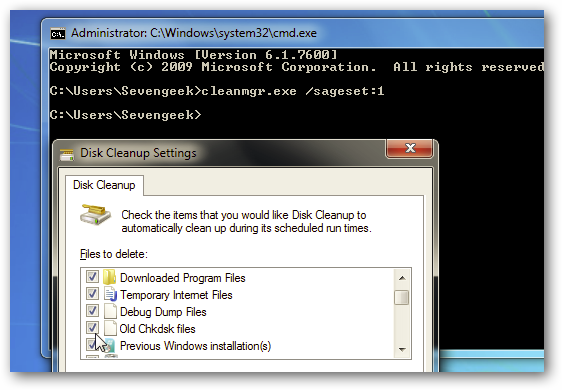 Administrator: C:\Windows\system32\cmd.exe
Microsoft Windows [Version 6.1.7600]
Copyright (c) 2009 Microsoft Corporation.  All rights reserved
C:\Users\Sevengeek>cleanmgr.exe /sageset:1
C:\Users\Sevengeek>
Disk Cleanup Settings
Disk Cleanup
Check the items that you would like Disk Cleanup to
automatically clean up during its scheduled run times.
Files to delete:
Downloaded Program Files
Temporary Internet Files
Debug Dump Files
Old Chkdsk files
Previous Windows installation(s)